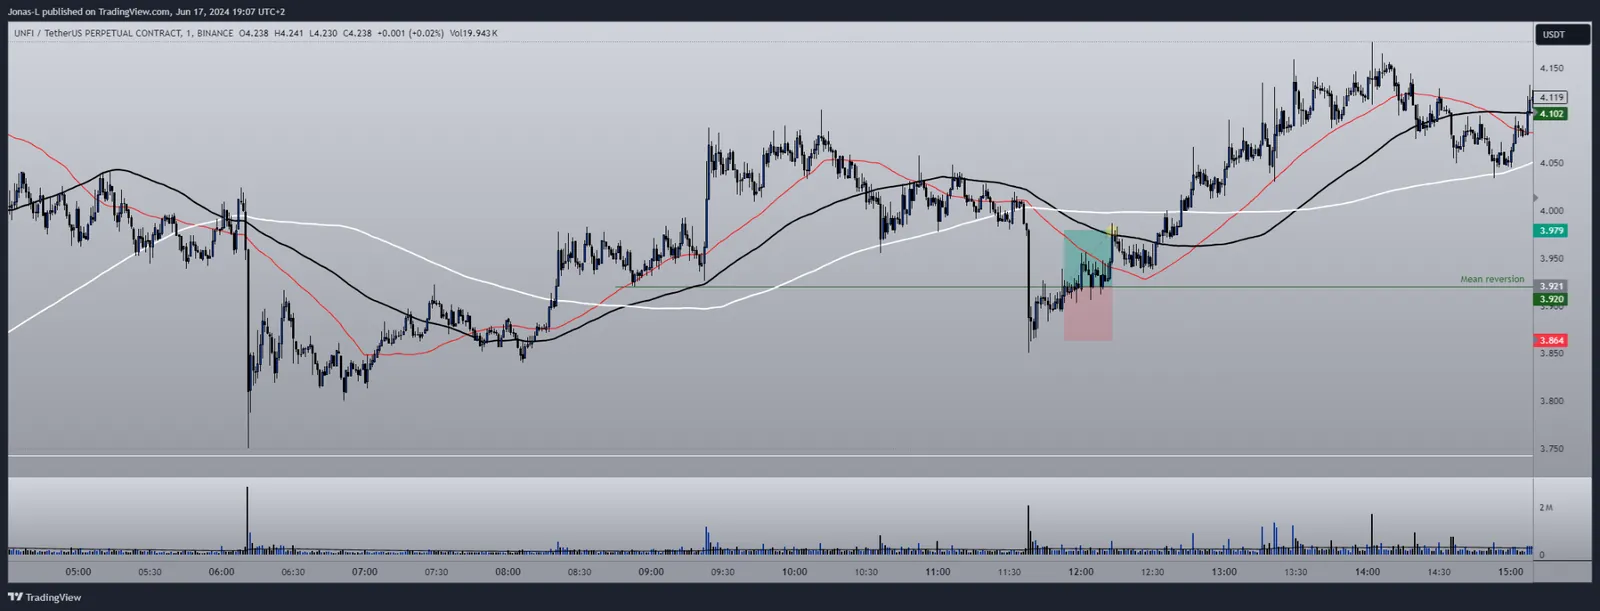 Jonas-L published on TradingView.com, Jun 17, 2024 19:07 UTC+2
UNFI / TetherUS PERPETUAL CONTRACT, 1, BINANCE O4.238 H4.241 L4.230 C4.238 +0.001 (+0.02%) Vol19.943 K
USDT
4.150
4.119
4.102
4.050
4.000
3.979
3.950
Mean reversion
3.921
3.920
3.864
3.850
3.800
3.750
2 M
0
05:00 05:30 06:00 06:30 07:00 07:30 08:00 08:30 09:00 09:30 10:00 10:30 11:00 11:30 12:00 12:30 13:00 13:30 14:00 14:30 15:00
TradingView